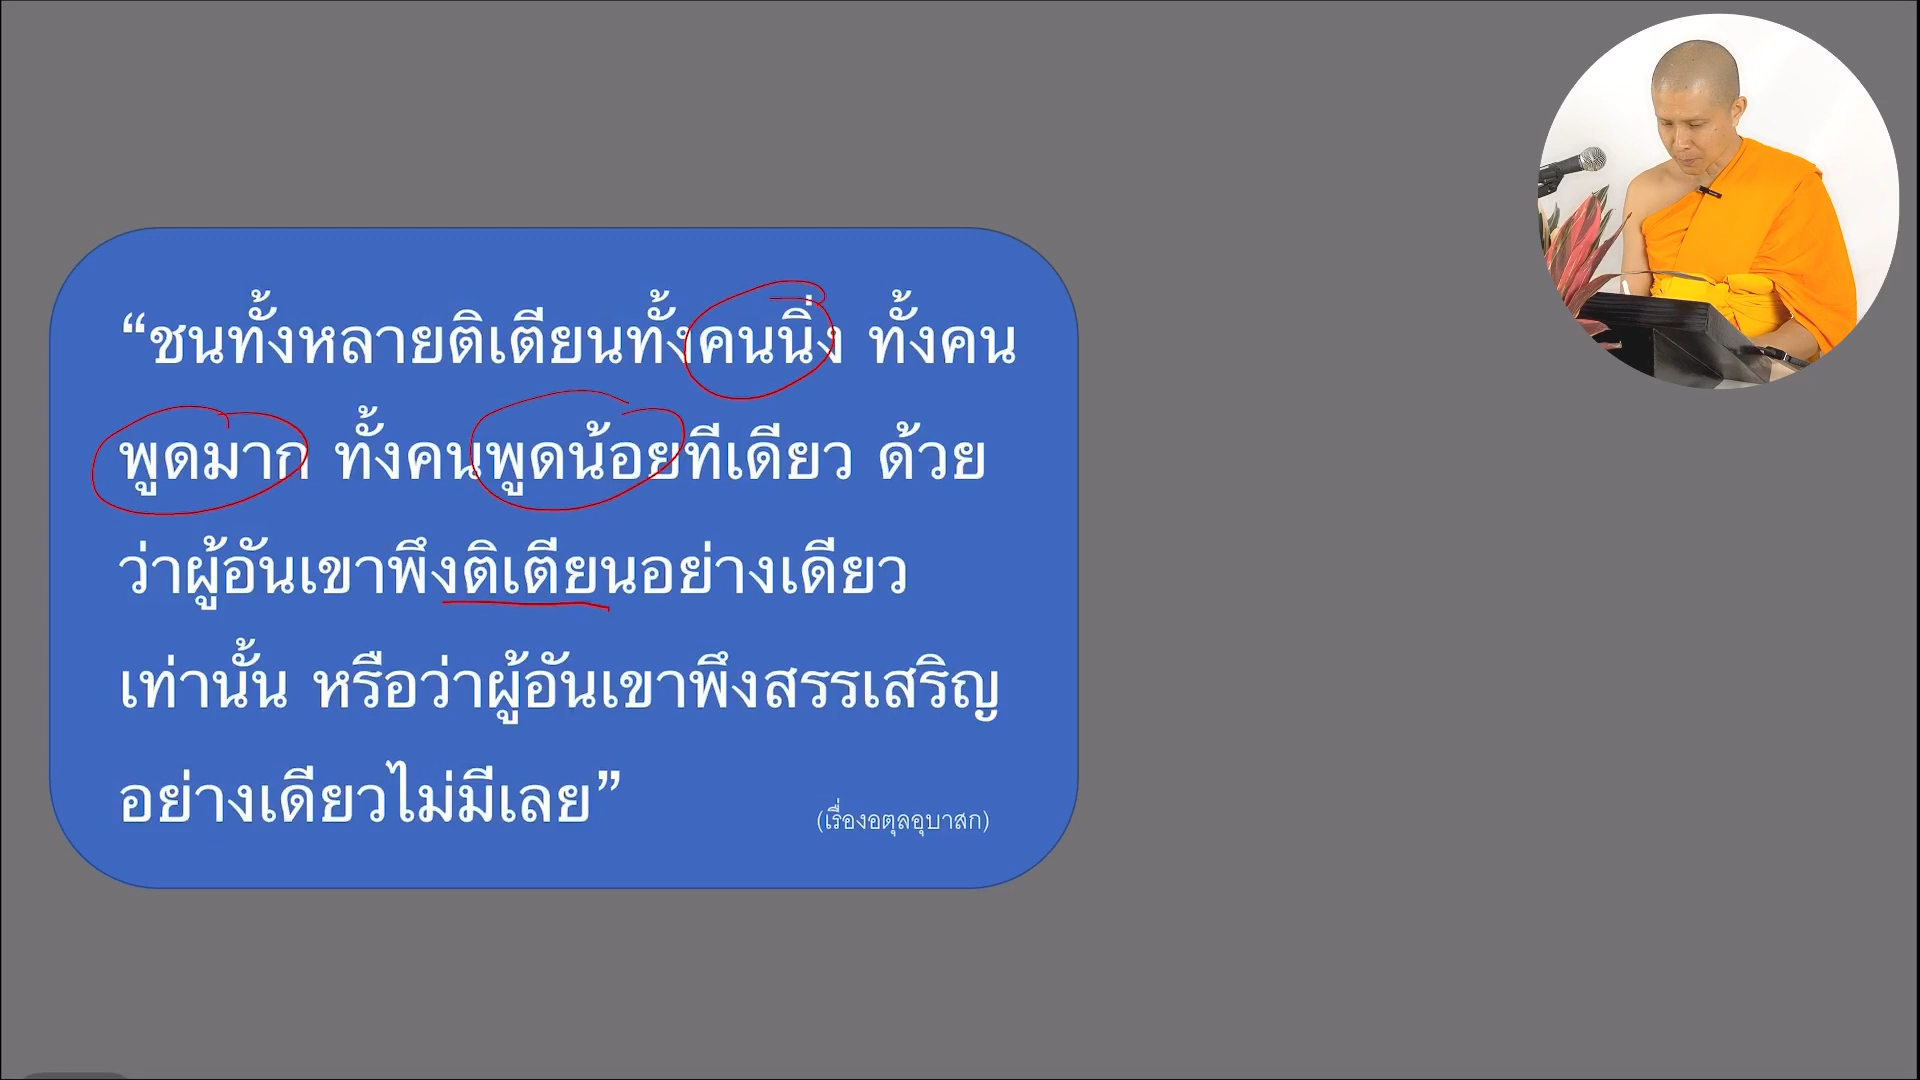 “ชนทั้งหลายติเตียนทั้งคนนิ่ง ทั้งคน
พูดมาก ทั้งคนพูดน้อยทีเดียว ด้วย
ว่าผู้อันเขาพึงติเตียนอย่างเดียว
เท่านั้น หรือว่าผู้อันเขาพึงสรรเสริญ
อย่างเดียวไม่มีเลย”
(เรื่องอตุลอุบาสก)